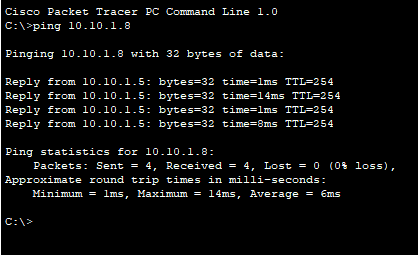 Cisco Packet Tracer PC Command Line 1.0
C:\>ping 10.10.1.8
Pinging 10.10.1.8 with 32 bytes of data:
Reply from 10.10.1.5: bytes=32 time=1ms TTL=254
Reply from 10.10.1.5: bytes=32 time=14ms TTL=254
Reply from 10.10.1.5: bytes=32 time=1ms TTL=254
Reply from 10.10.1.5: bytes=32 time=8ms TTL=254
Ping statistics for 10.10.1.8:
Packets: Sent = 4, Received = 4, Lost = 0 (0% loss),
Approximate round trip times in milli-seconds:
Minimum = 1ms, Maximum = 14ms, Average = 6ms
C:\>